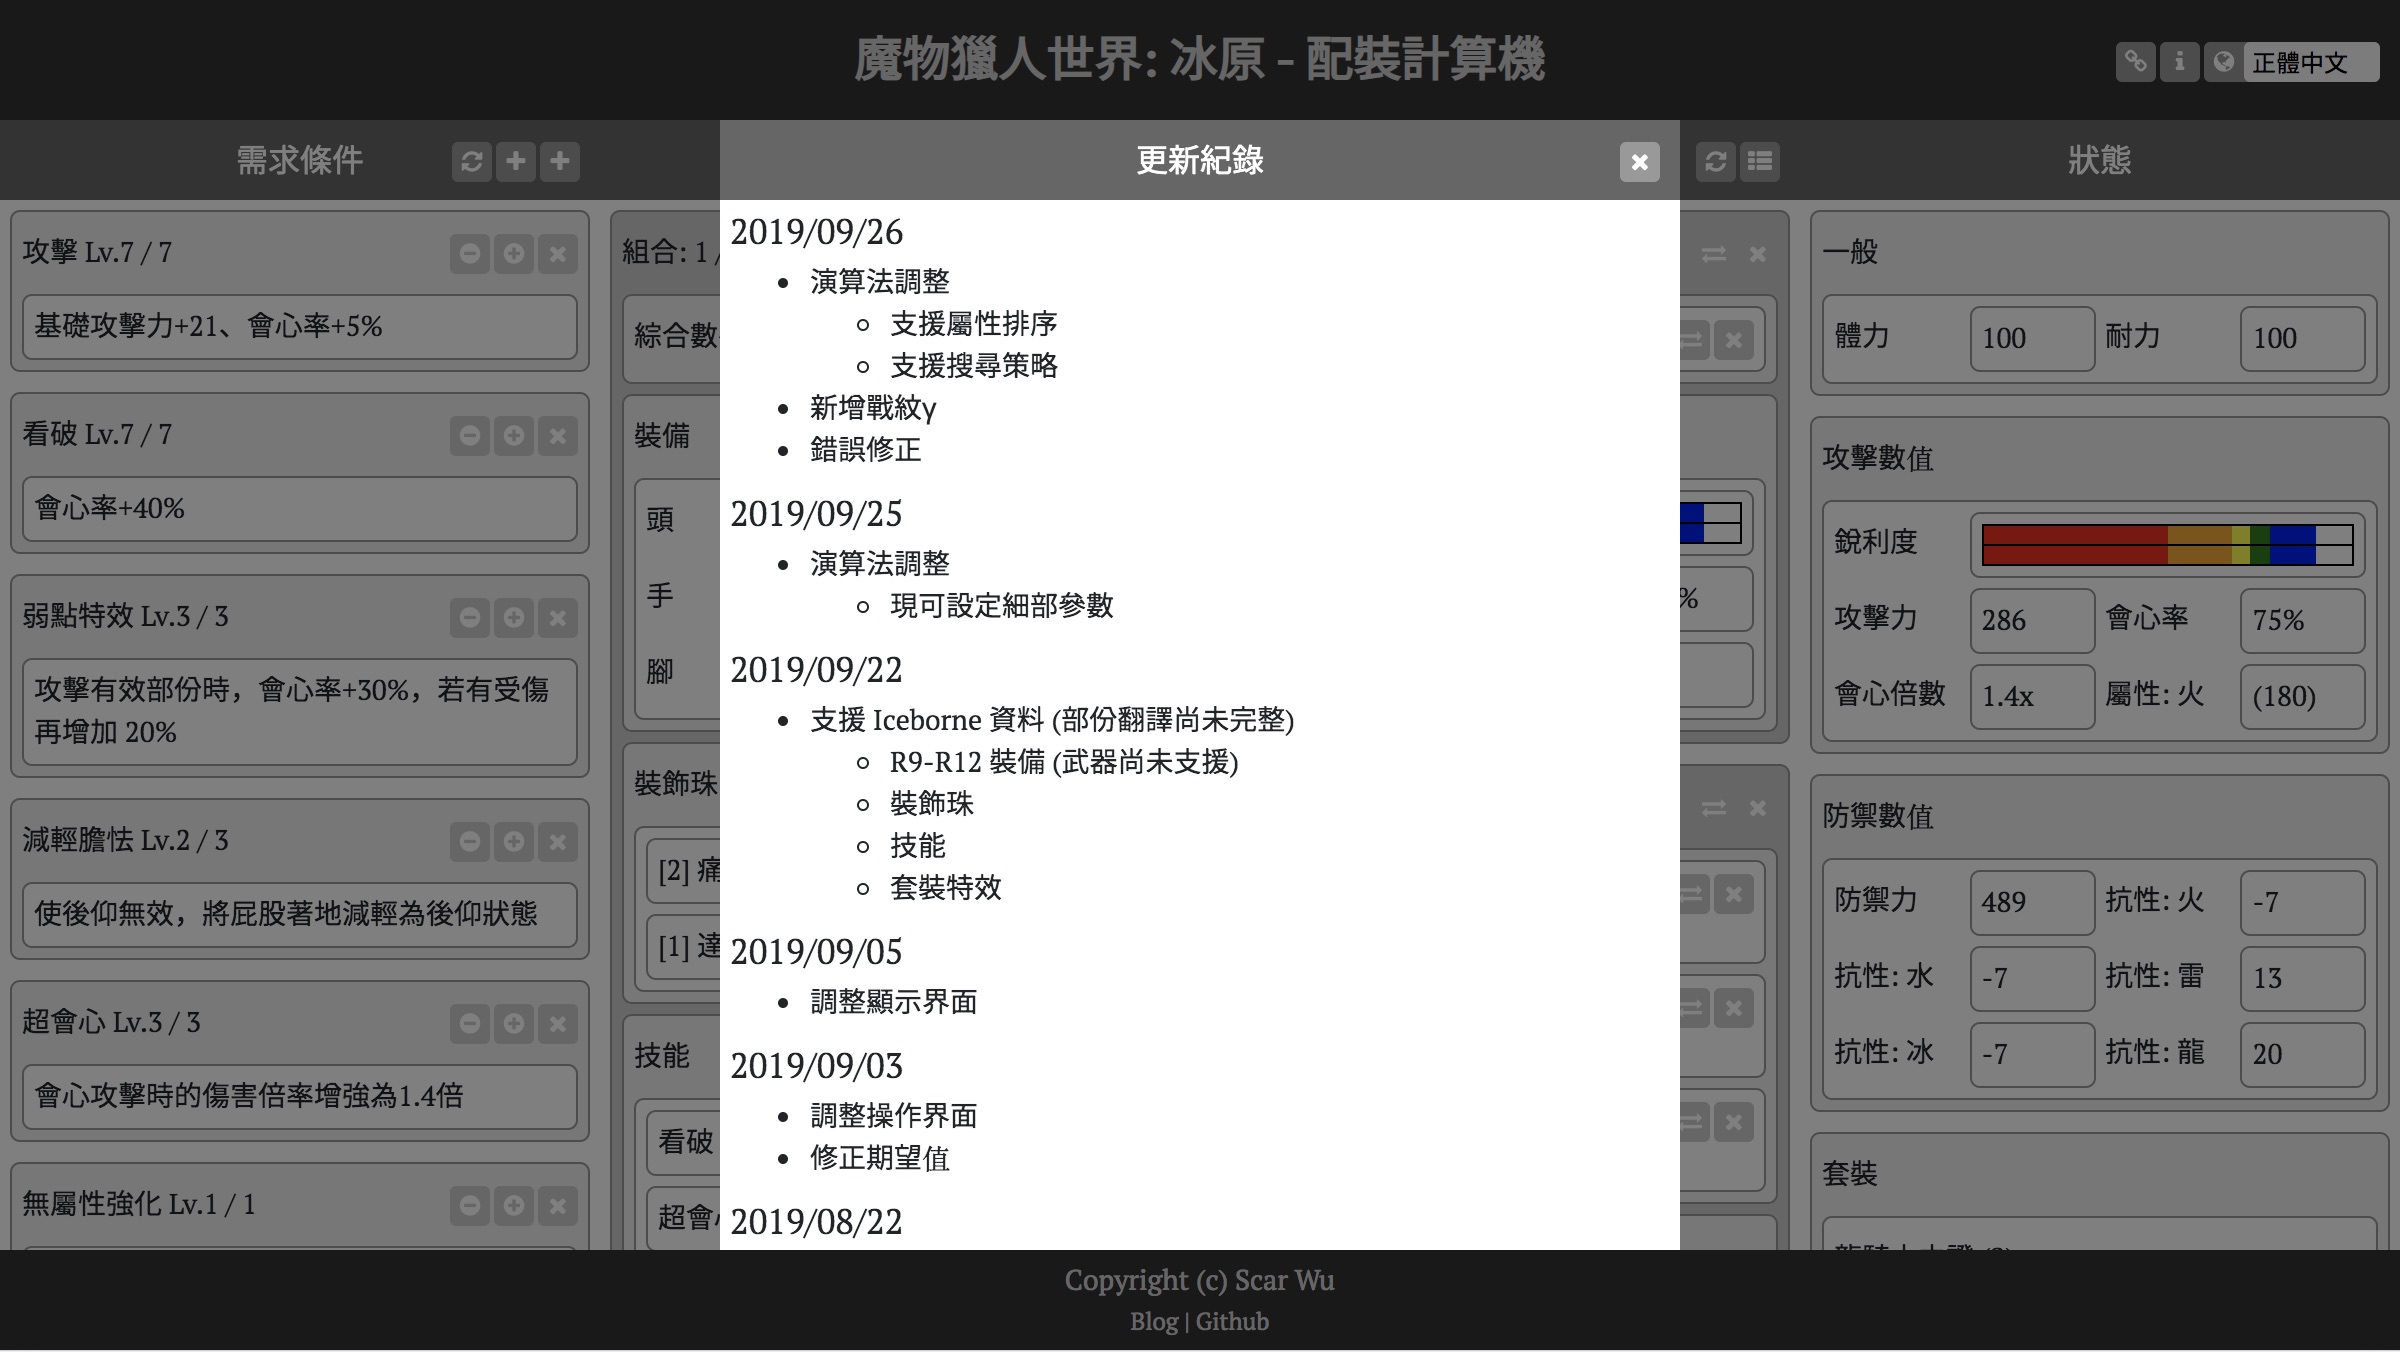 魔物獵人世界: 冰原 - 配裝計算機
正體中文
需求條件
攻擊 Lv.7 / 7
基礎攻擊力+21、會心率+5%
看破 Lv.7 / 7
會心率+40%
弱點特效 Lv.3 / 3
攻擊有效部份時，會心率+30%，若有受傷
再增加 20%
減輕膽怯 Lv.2 / 3
使後仰無效，將屁股著地減輕為後仰狀態
超會心 Lv.3 / 3
會心攻擊時的傷害倍率增強為1.4倍
無屬性強化 Lv.1 / 1
組合: 1 /
綜合數
裝備
頭
手
腳
裝飾珠
[2] 痛
[1] 達
技能
看破
超會
更新紀錄
2019/09/26
演算法調整
支援屬性排序
支援搜尋策略
新增戰紋γ
錯誤修正
2019/09/25
演算法調整
現可設定細部參數
2019/09/22
支援 Iceborne 資料 (部份翻譯尚未完整)
R9-R12 裝備 (武器尚未支援)
裝飾珠
技能
套裝特效
2019/09/05
調整顯示界面
2019/09/03
調整操作界面
修正期望值
2019/08/22
%
狀態
一般
體力 100 耐力 100
攻擊數值
銳利度
攻擊力 286 會心率 75%
會心倍數 1.4x 屬性: 火 (180)
防禦數值
防禦力 489 抗性: 火 -7
抗性: 水 -7 抗性: 雷 13
抗性: 冰 -7 抗性: 龍 20
套裝
Copyright (c) Scar Wu
Blog | Github